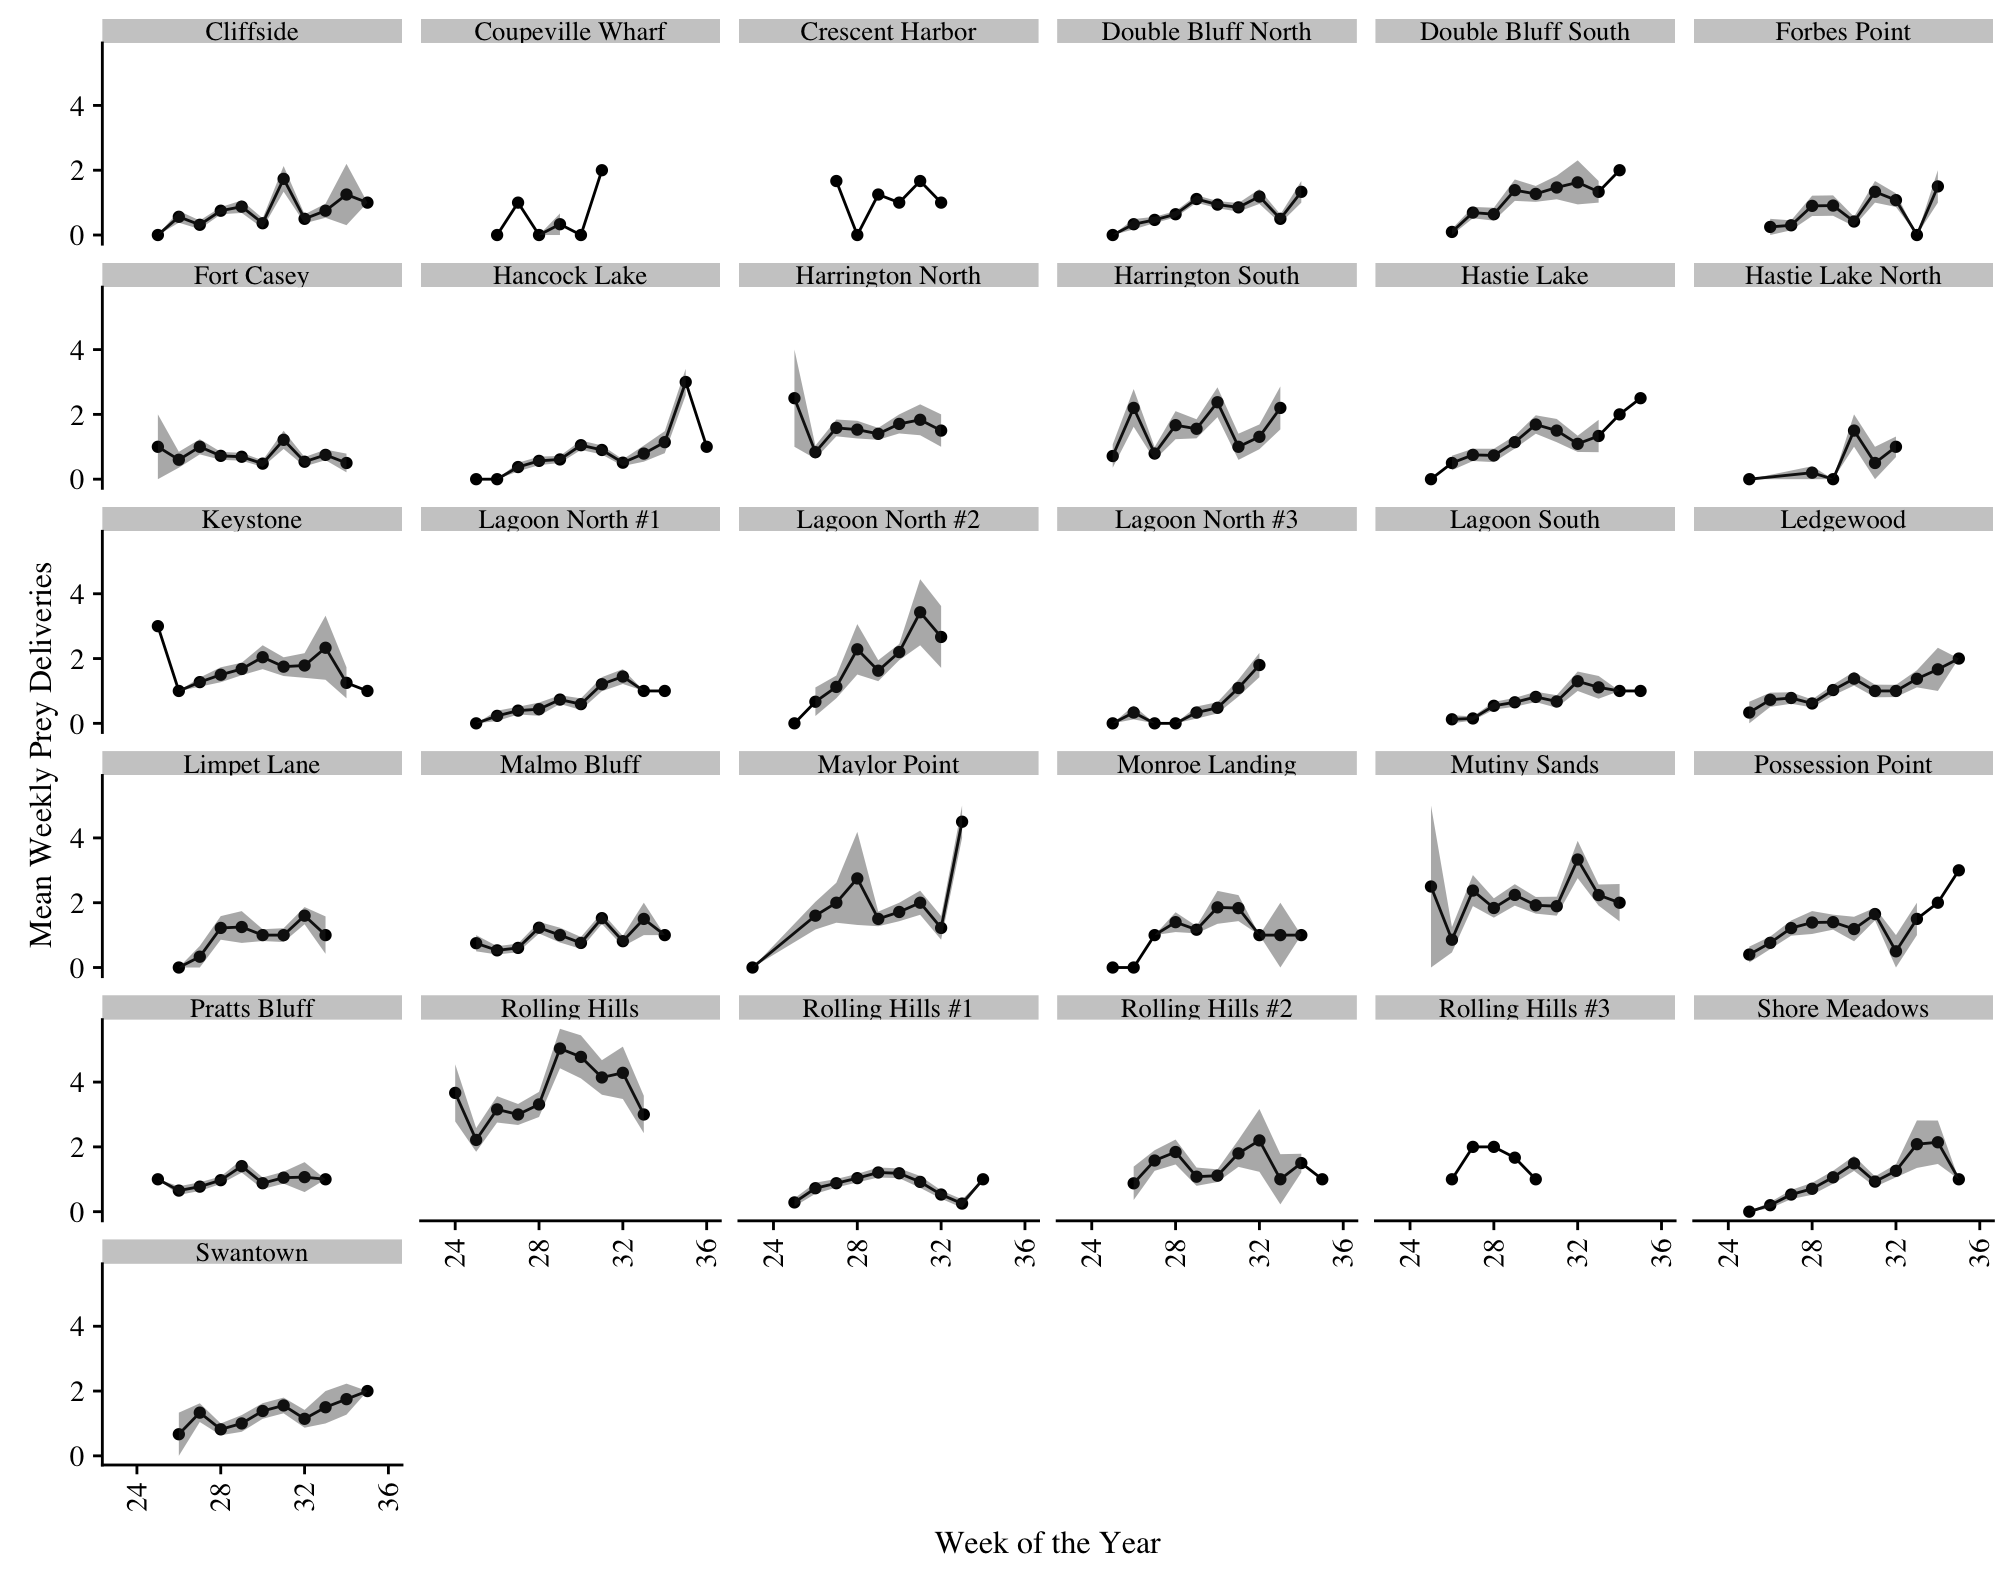 Cliffside Coupeville Wharf Crescent Harbor Double Bluff North Double Bluff South Forbes Point
4
2
0
Fort Casey Hancock Lake Harrington North Harrington South Hastie Lake Hastie Lake North
4
2
0
Keystone Lagoon North #1 Lagoon North #2 Lagoon North #3 Lagoon South Ledgewood
4
2
0
Limpet Lane Malmo Bluff Maylor Point Monroe Landing Mutiny Sands Possession Point
4
2
0
Pratts Bluff Rolling Hills Rolling Hills #1 Rolling Hills #2 Rolling Hills #3 Shore Meadows
4
2
0
24 28 32 36 24 28 32 36 24 28 32 36 24 28 32 36 24 28 32 36
Swantown
4
2
0
24 28 32 36
Mean Weekly Prey Deliveries
Week of the Year